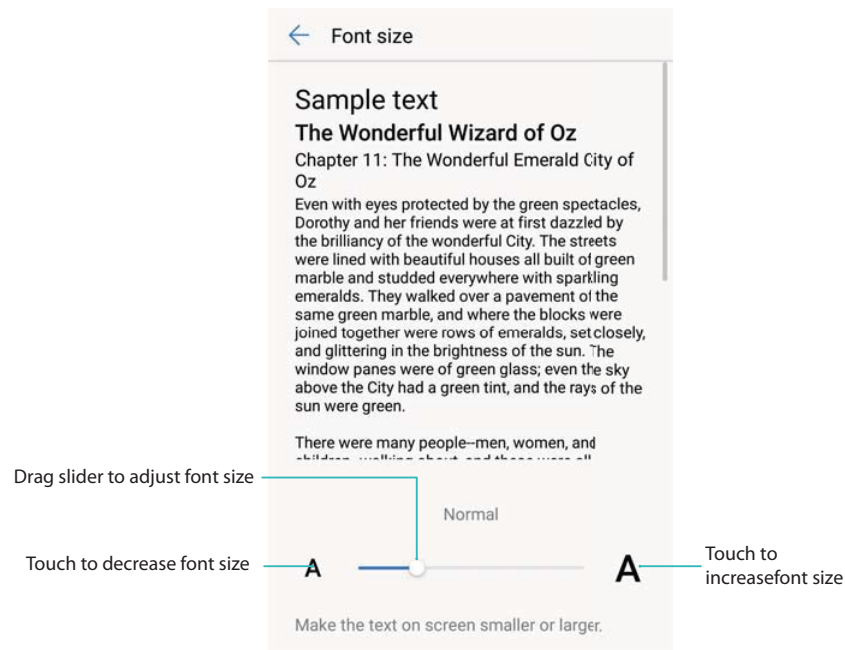 Font size
Sample text
The Wonderful Wizard of Oz
Chapter 11: The Wonderful Emerald City of
Oz
Even with eyes protected by the green spectacles,
Dorothy and her friends were at first dazzled by
the brilliancy of the wonderful City. The streets
were lined with beautiful houses all built of green
marble and studded everywhere with sparkling
emeralds. They walked over a pavement of the
same green marble, and where the blocks were
joined together were rows of emeralds, set closely,
and glittering in the brightness of the sun. The
window panes were of green glass; even the sky
above the City had a green tint, and the rays of the
sun were green.
There were many people--men, women, and
children, walking about, and these were all
Drag slider to adjust font size
Normal
Touch to decrease font size
A
A
Touch to
increasefont size
Make the text on screen smaller or larger.